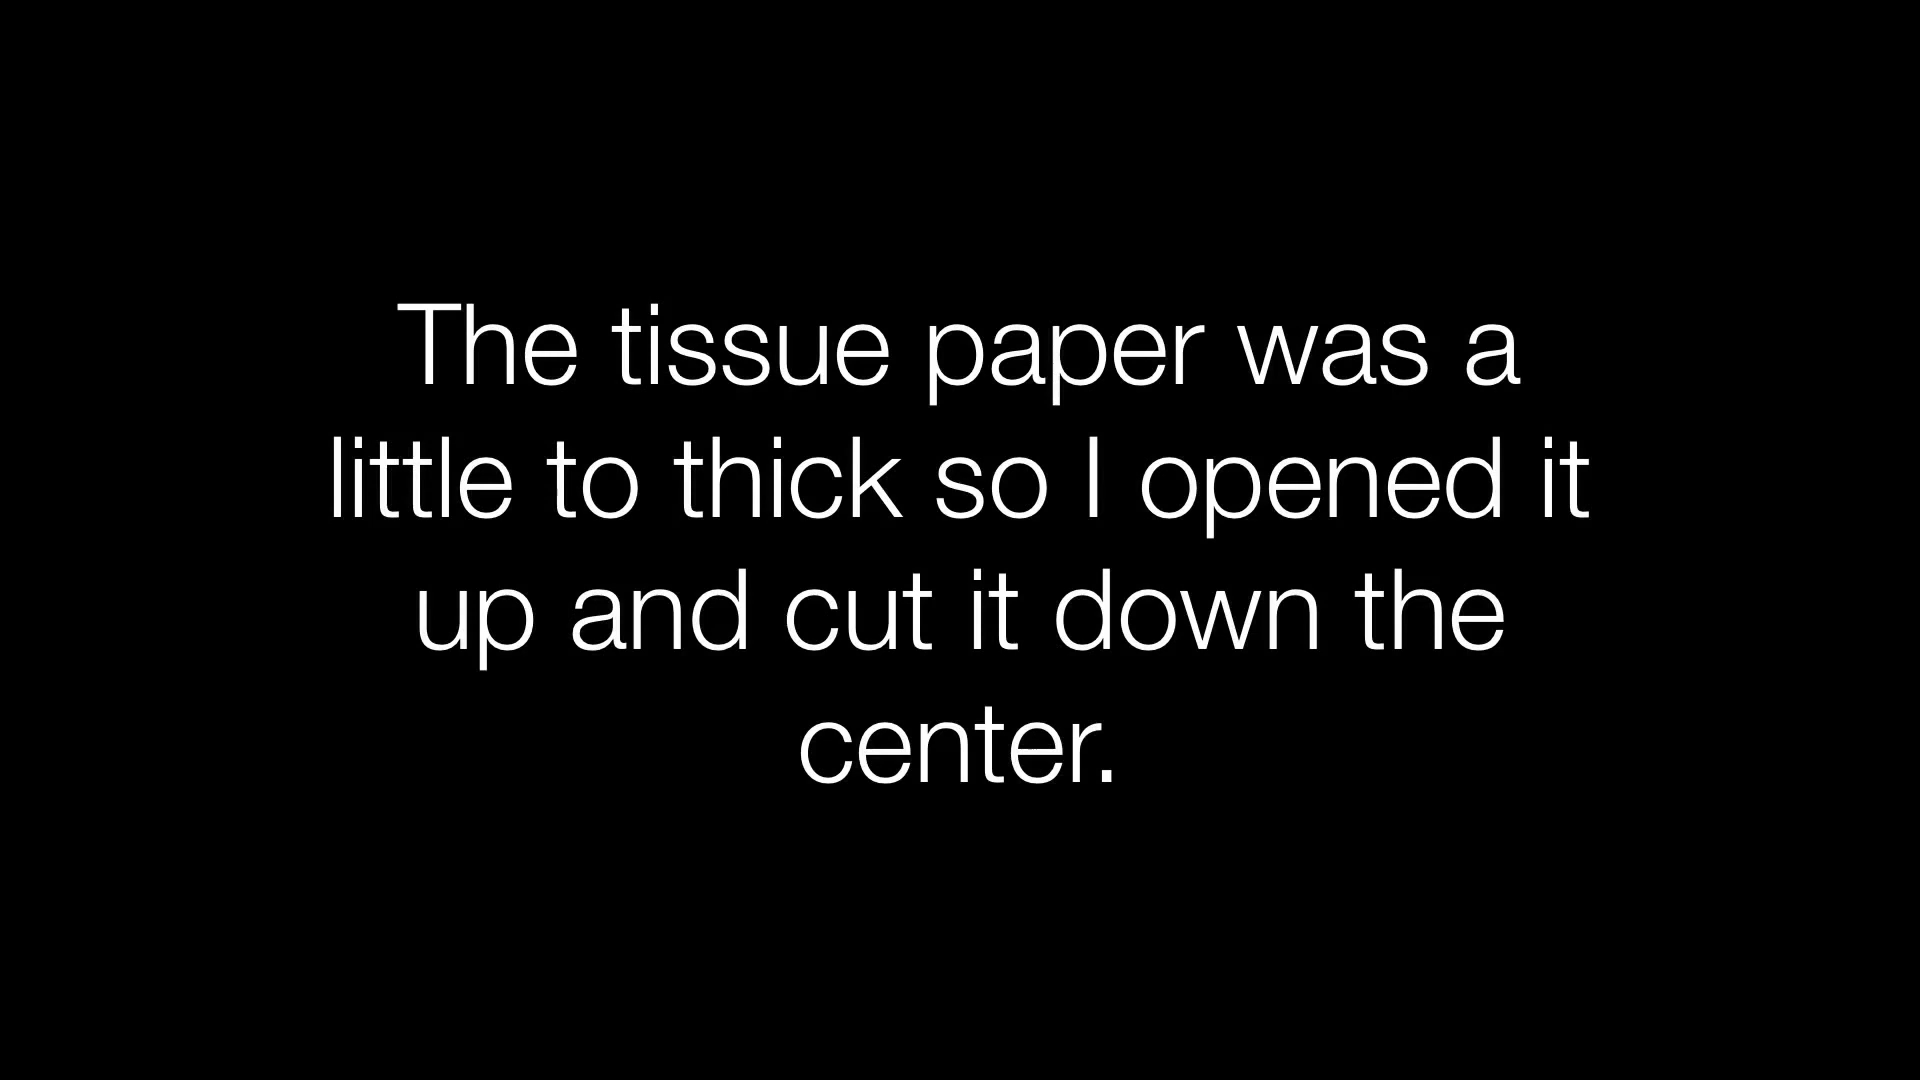 The tissue paper was a
little to thick so I opened it
up and cut it down the
center.